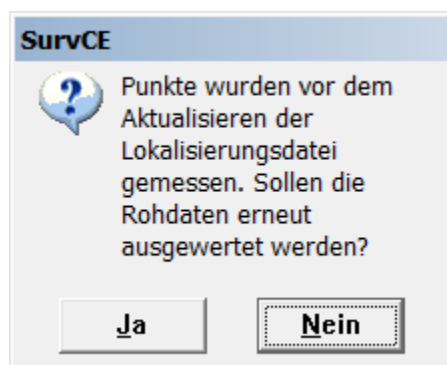 SurvCE
Punkte wurden vor dem
Aktualisieren der
Lokalisierungsdatei
gemessen. Sollen die
Rohdaten erneut
ausgewertet werden?
Ja
Nein